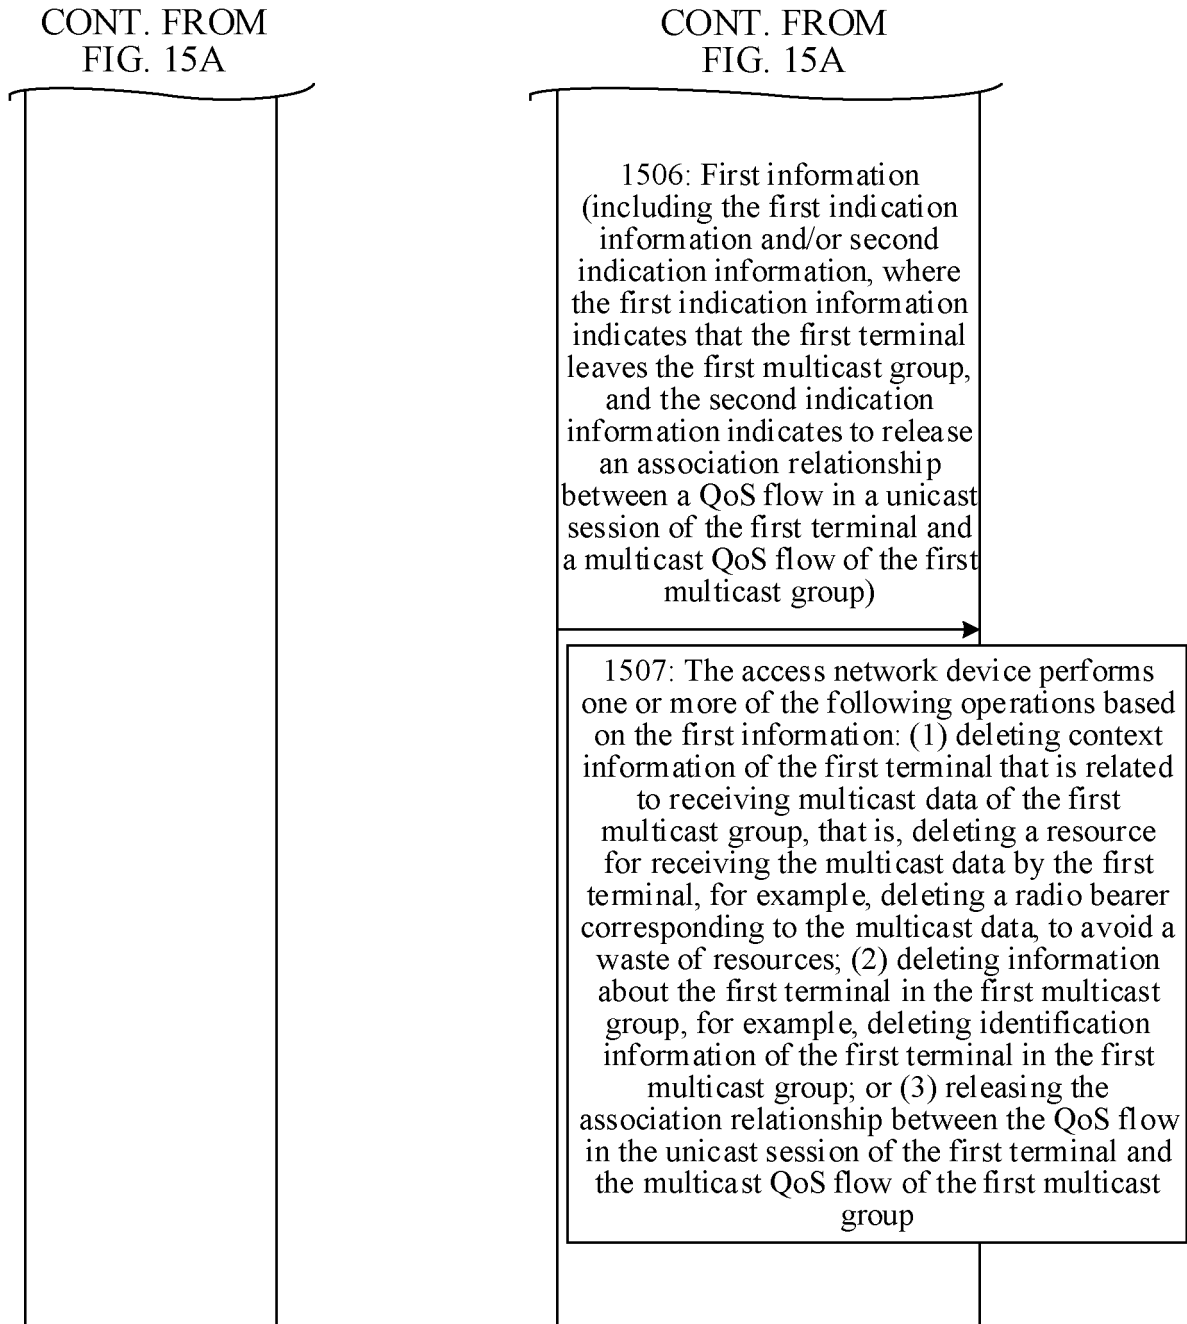 CONT. FROM
FIG. 15A
CONT. FROM
FIG. 15A
1506: First information
(including the first indication
information and/or second
indication information, where
the first indication information
indicates that the first terminal
leaves the first multicast group,
and the second indication
information indicates to release
an association relationship
between a QoS flow in a unicast
session of the first terminal and
a multicast QoS flow of the first
multicast group)
1507: The access network device performs
one or more of the following operations based
on the first information: (1) deleting context
information of the first terminal that is related
to receiving multicast data of the first
multicast group, that is, deleting a resource
for receiving the multicast data by the first
terminal, for example, deleting a radio bearer
corresponding to the multicast data, to avoid a
waste of resources; (2) deleting information
about the first terminal in the first multicast
group, for example, deleting identification
information of the first terminal in the first
multicast group; or (3) releasing the
association relationship between the QoS flow
in the unicast session of the first terminal and
the multicast QoS flow of the first multicast
group